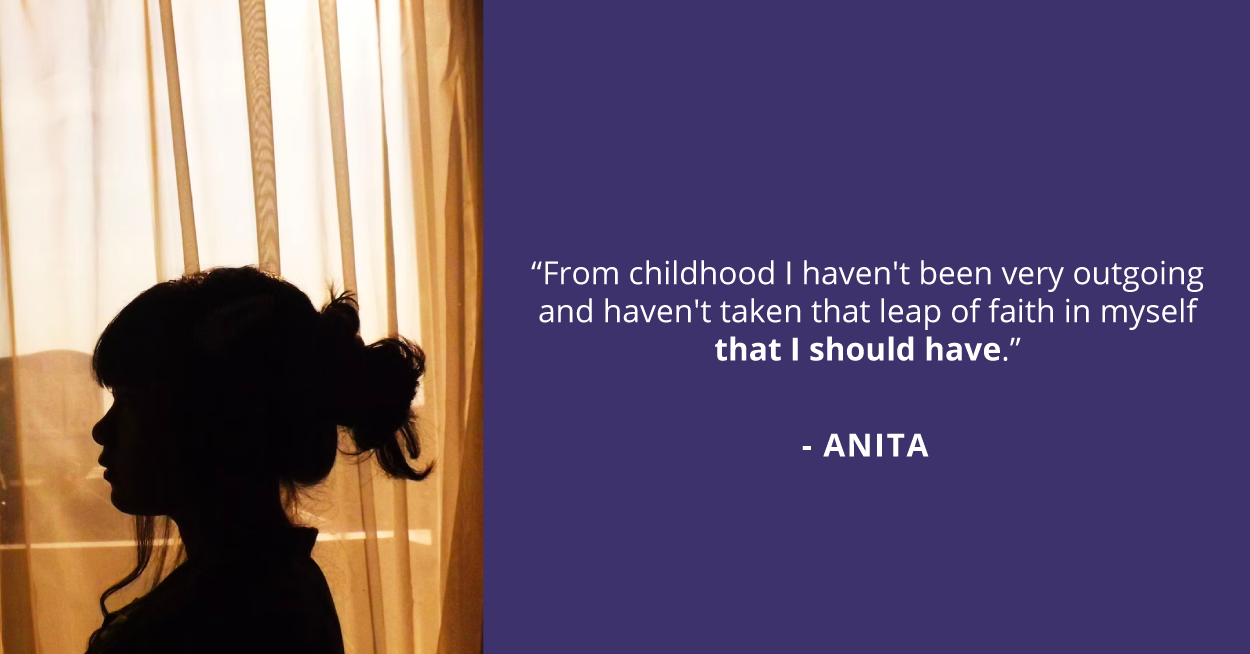 “From childhood I haven't been very outgoing
and haven't taken that leap of faith in myself
that I should have.”
- ANITA